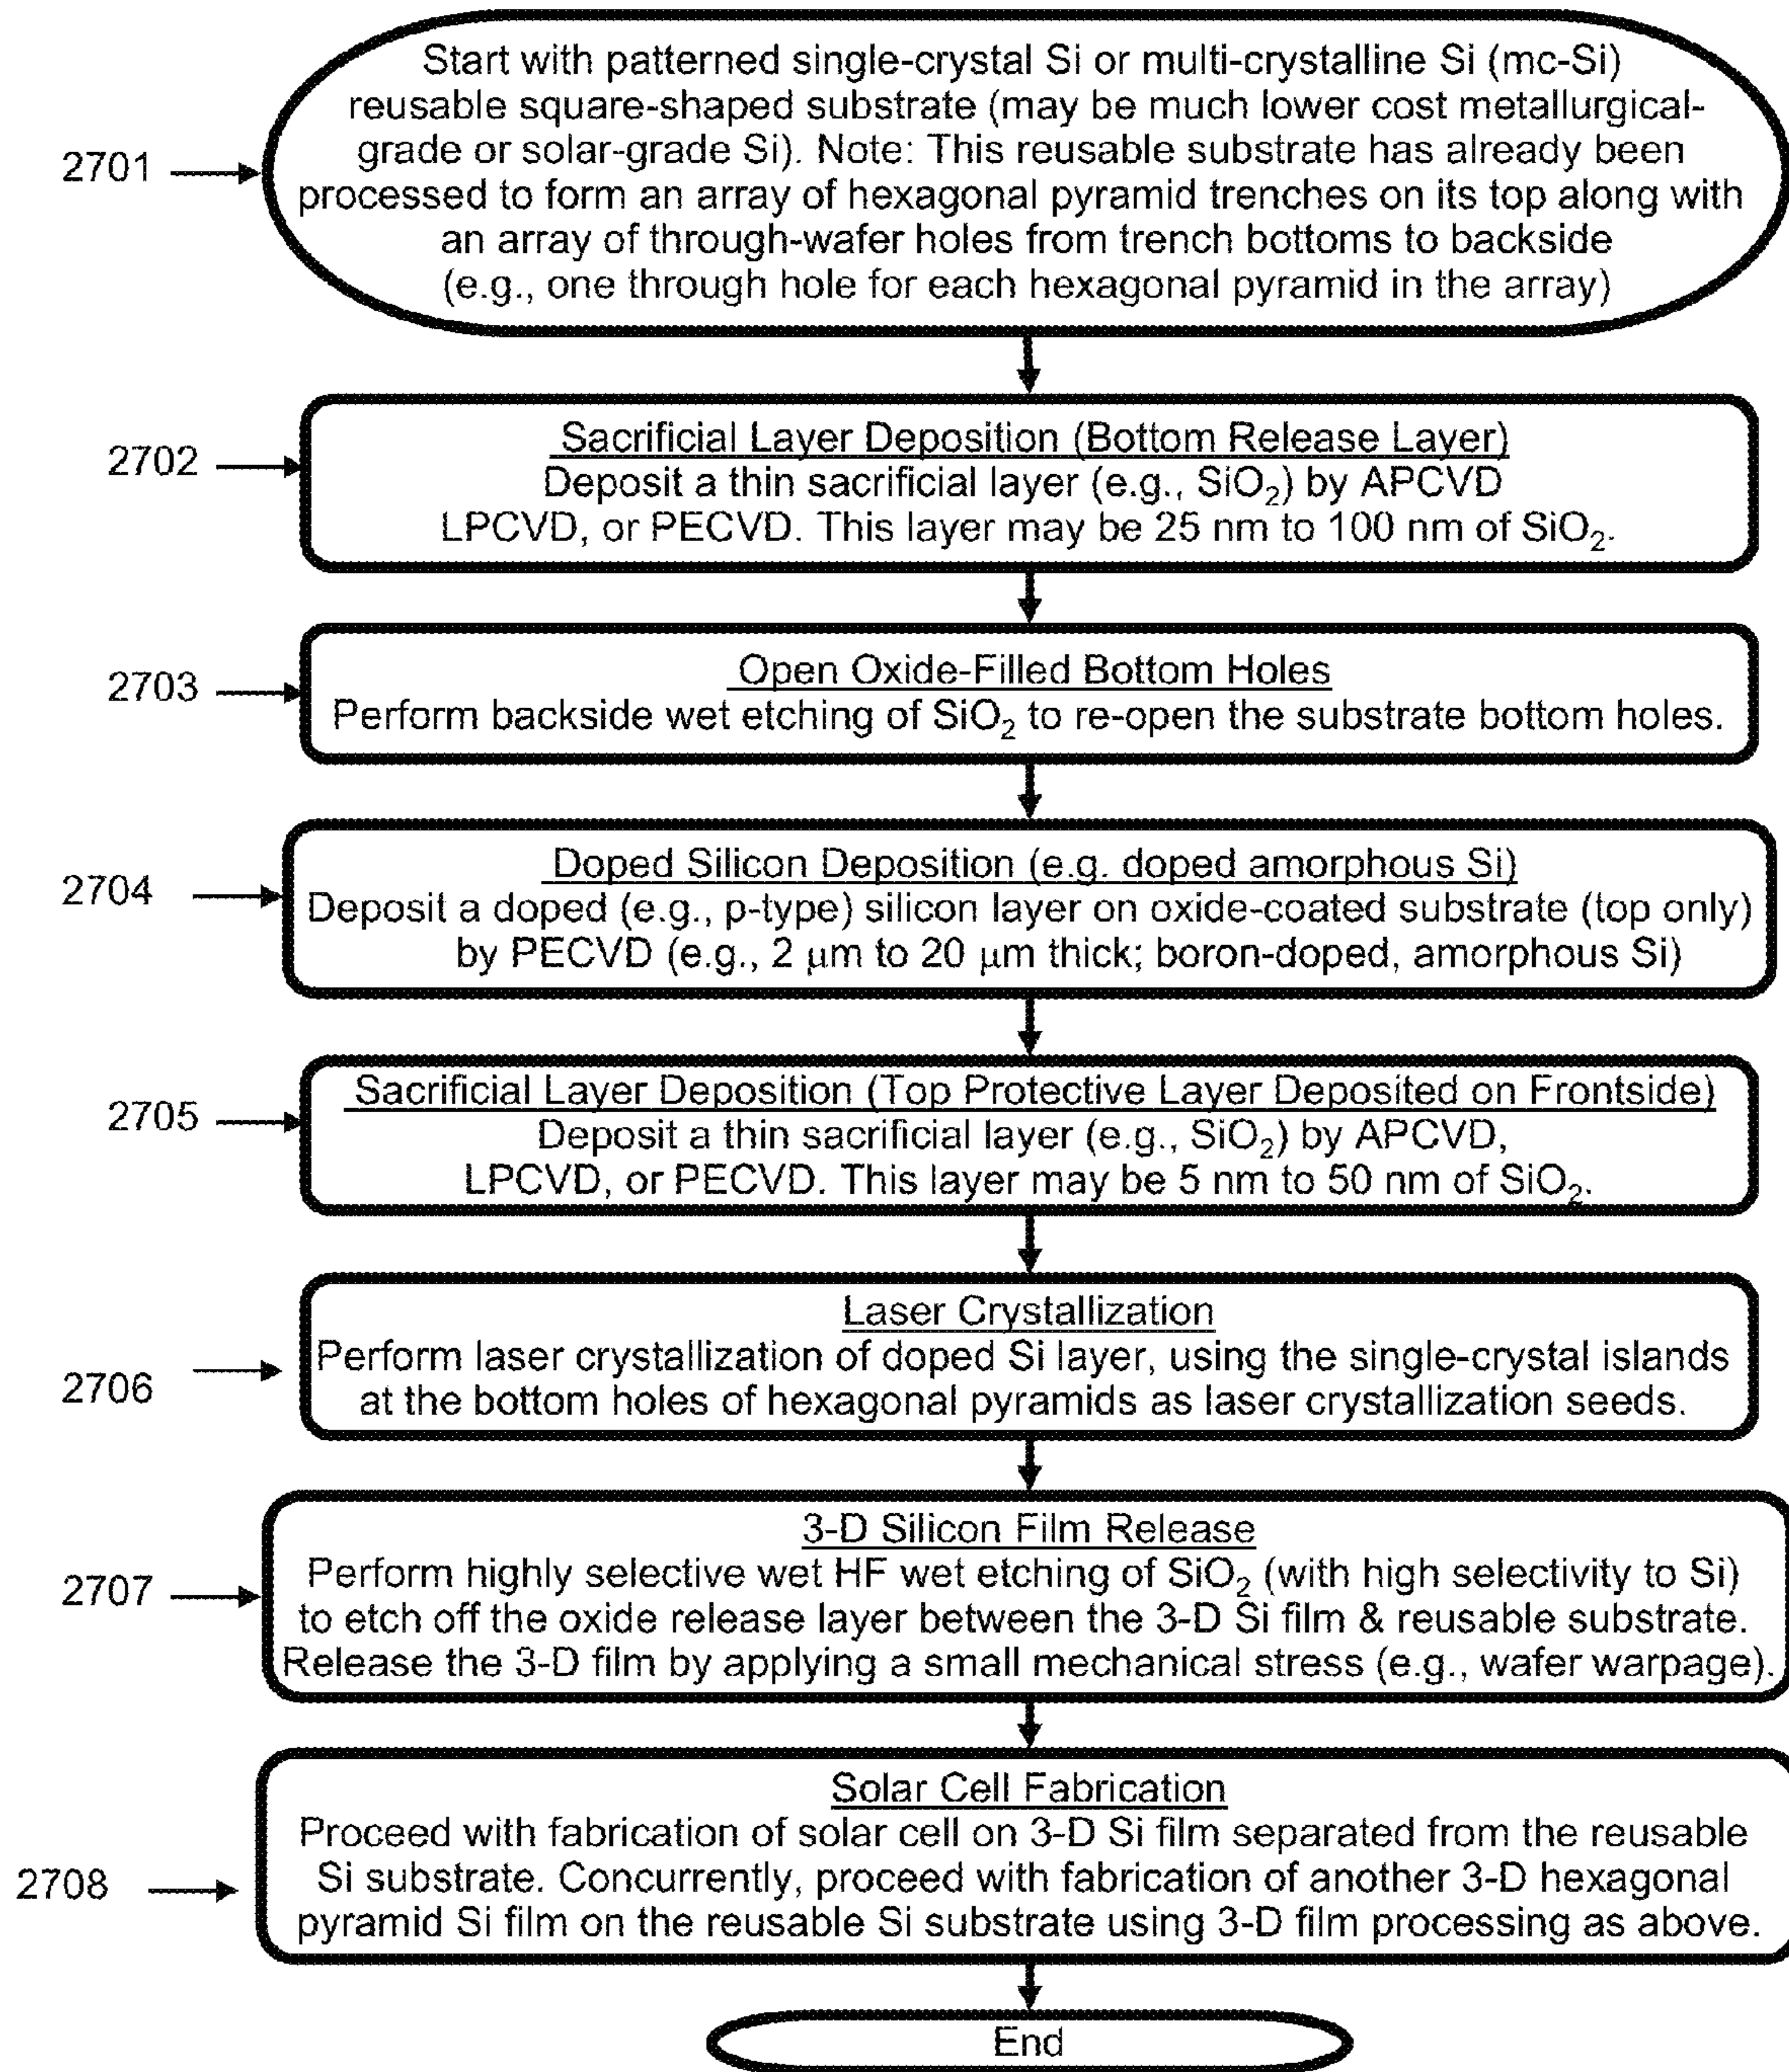 Start with patterned single-crystal Si or multi-crystalline Si (mc-Si)
reusable square-shaped substrate (may be much lower cost metallurgical-
grade or solar-grade Si). Note: This reusable substrate has already been
2701
processed to form an array of hexagonal pyramid trenches on its top along with
an array of through-wafer holes from trench bottoms to backside
(e.g., one through hole for each hexagonal pyramid in the array)
Sacrificial Layer Deposition (Bottom Release Layer)
2702
Deposit a thin sacrificial layer (e.g., SiO₂) by APCVD
LPCVD, or PECVD. This layer may be 25 nm to 100 nm of SiO₂.
Open Oxide-Filled Bottom Holes
2703
Perform backside wet etching of SiO₂ to re-open the substrate bottom holes.
Doped Silicon Deposition (e.g. doped amorphous Si)
2704
Deposit a doped (e.g., p-type) silicon layer on oxide-coated substrate (top only)
by PECVD (e.g., 2 μm to 20 μm thick; boron-doped, amorphous Si)
Sacrificial Layer Deposition (Top Protective Layer Deposited on Frontside)
2705
Deposit a thin sacrificial layer (e.g., SiO₂) by APCVD,
LPCVD, or PECVD. This layer may be 5 nm to 50 nm of SiO₂.
Laser Crystallization
Perform laser crystallization of doped Si layer, using the single-crystal islands
2706
at the bottom holes of hexagonal pyramids as laser crystallization seeds.
3-D Silicon Film Release
Perform highly selective wet HF wet etching of SiO₂ (with high selectivity to Si)
2707
to etch off the oxide release layer between the 3-D Si film & reusable substrate.
Release the 3-D film by applying a small mechanical stress (e.g., wafer warpage).
Solar Cell Fabrication
Proceed with fabrication of solar cell on 3-D Si film separated from the reusable
2708
Si substrate. Concurrently, proceed with fabrication of another 3-D hexagonal
pyramid Si film on the reusable Si substrate using 3-D film processing as above.
End